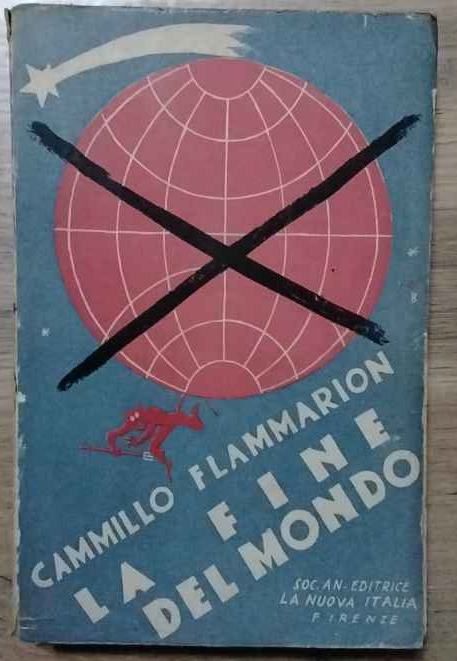 CAMMILLO FLAMMARION
LA FINE
DEL MONDO
SOC. AN. EDITRICE
LA NUOVA ITALIA
FIRENZE